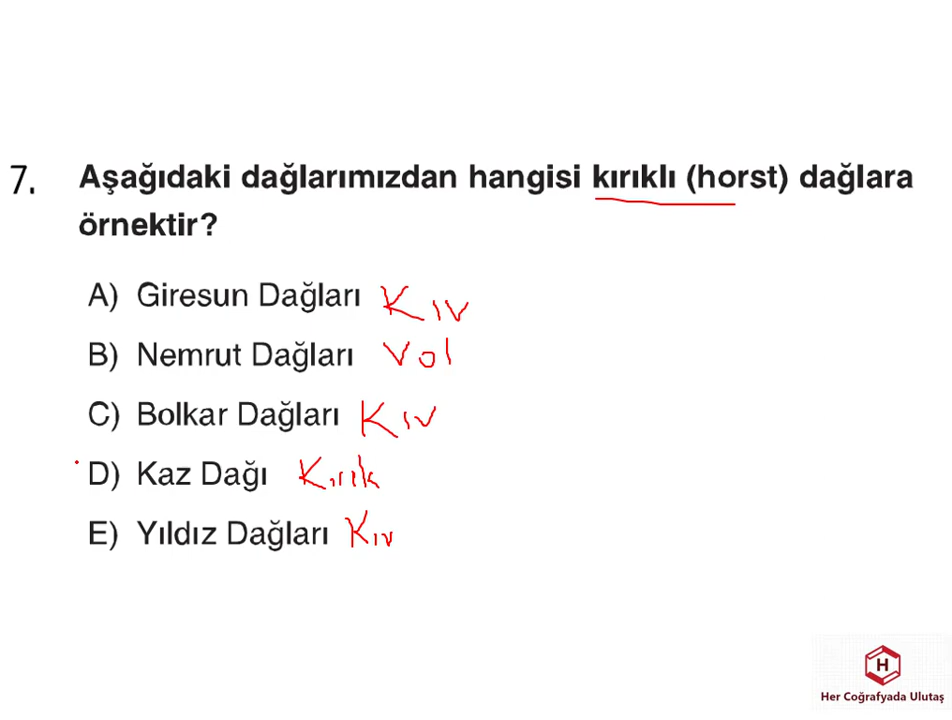 7. Aşağıdaki dağlarımızdan hangisi kırıklı (horst) dağlara
örnektir?
A) Giresun Dağları Kıv
B) Nemrut Dağları Vol
C) Bolkar Dağları Kıv
D) Kaz Dağı Kırık
E) Yıldız Dağları Kıv
H
Her Coğrafyada Ulutaş